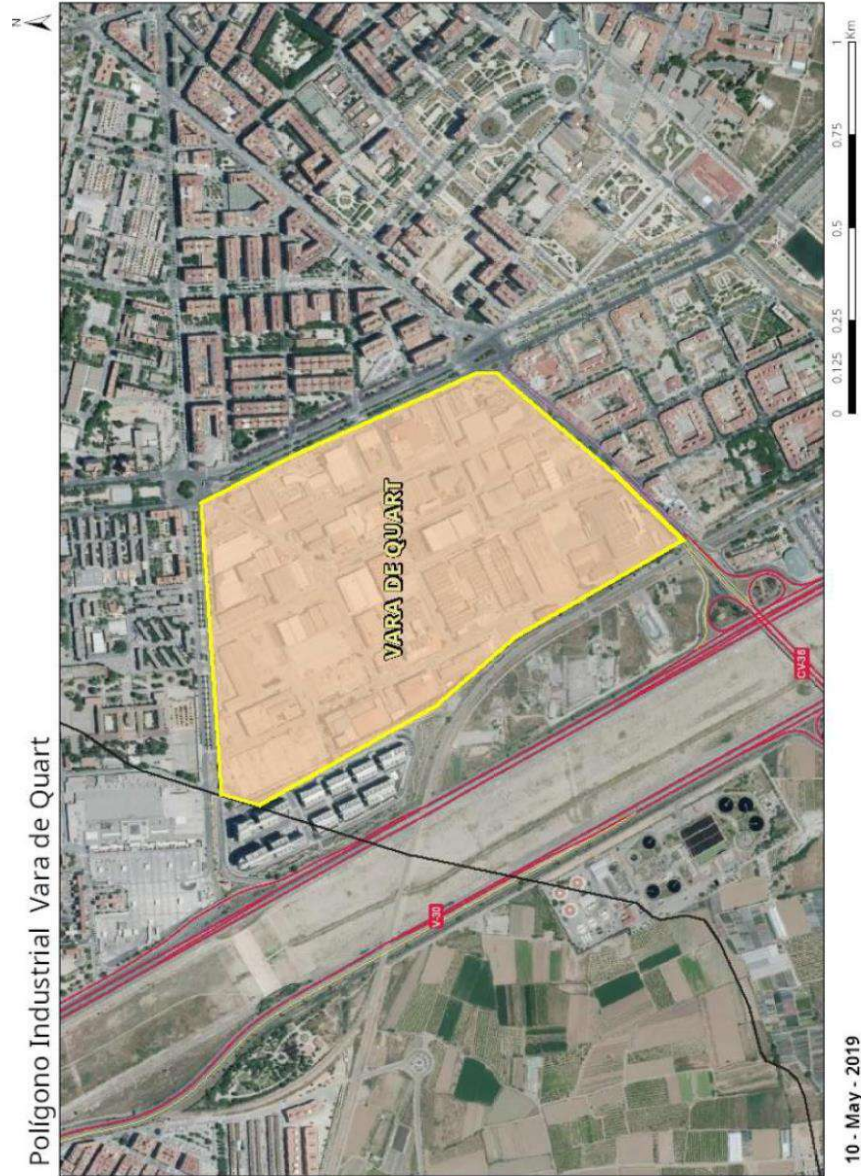 Polígono Industrial Vara de Quart
N
VARA DE QUART
V-30
CV-36
10 - May - 2019
0 0.125 0.25 0.5 0.75 1
Km